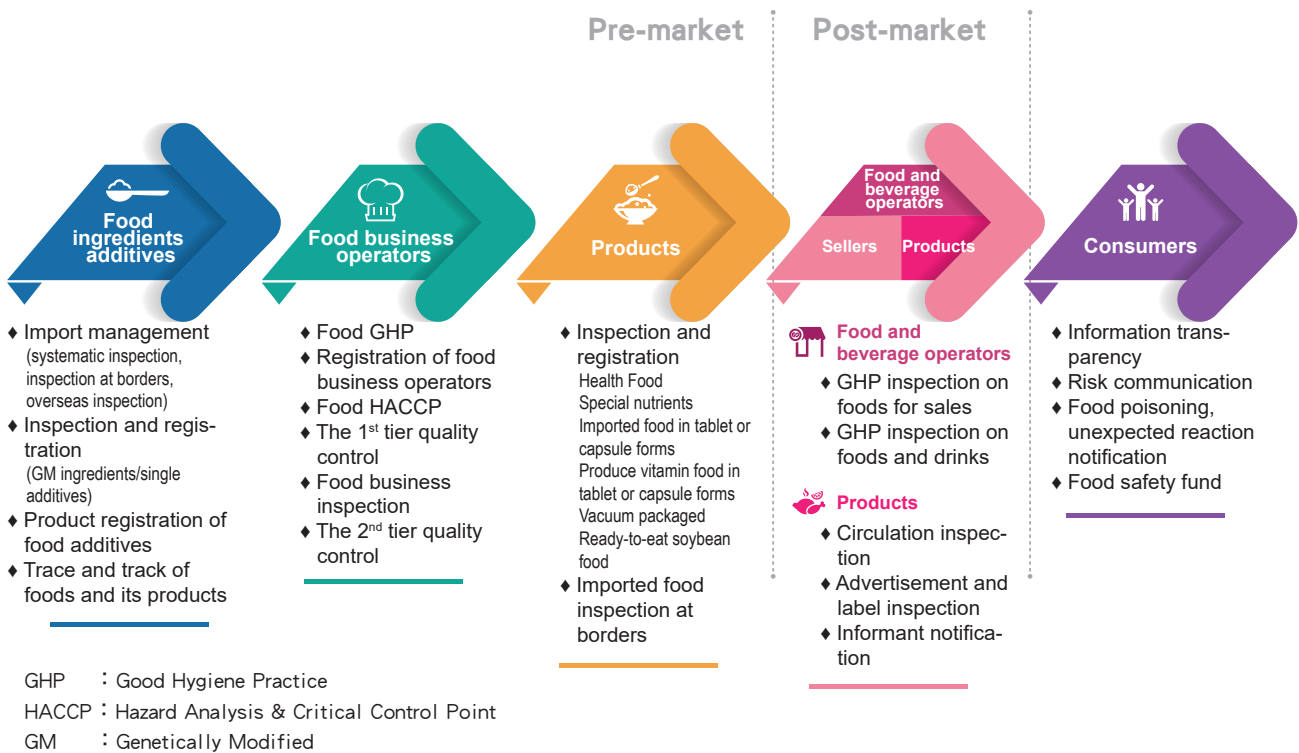 Pre-market
Post-market
Food
ingredients
additives
Food business
operators
Products
Food and
beverage
operators
Sellers
Products
Consumers
♦ Import management
(systematic inspection,
inspection at borders,
overseas inspection)
♦ Inspection and regis-
tration
(GM ingredients/single
additives)
♦ Product registration of
food additives
♦ Trace and track of
foods and its products
♦ Food GHP
♦ Registration of food
business operators
♦ Food HACCP
♦ The 1st tier quality
control
♦ Food business
inspection
♦ The 2nd tier quality
control
♦ Inspection and
registration
Health Food
Special nutrients
Imported food in tablet or
capsule forms
Produce vitamin food in
tablet or capsule forms
Vacuum packaged
Ready-to-eat soybean
food
♦ Imported food
inspection at
borders
Food and
beverage operators
♦ GHP inspection on
foods for sales
♦ GHP inspection on
foods and drinks
Products
♦ Circulation inspec-
tion
♦ Advertisement and
label inspection
♦ Informant notifica-
tion
♦ Information trans-
parency
♦ Risk communication
♦ Food poisoning,
unexpected reaction
notification
♦ Food safety fund
GHP : Good Hygiene Practice
HACCP : Hazard Analysis & Critical Control Point
GM : Genetically Modified